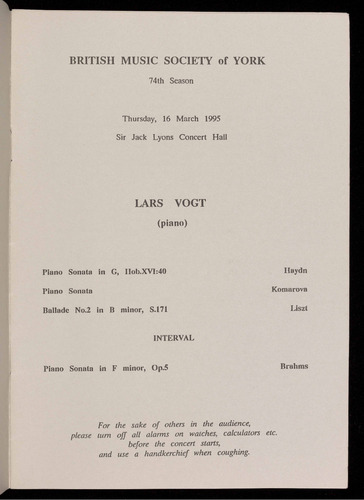 BRITISH MUSIC SOCIETY of YORK
74th Season
Thursday, 16 March 1995
Sir Jack Lyons Concert Hall
LARS VOGT
(piano)
Piano Sonata in G, Hob.XVI:40 Haydn
Piano Sonata Komarova
Ballade No.2 in B minor, S.171 Liszt
INTERVAL
Piano Sonata in F minor, Op.5 Brahms
For the sake of others in the audience,
please turn off all alarms on watches, calculators etc.
before the concert starts,
and use a handkerchief when coughing.